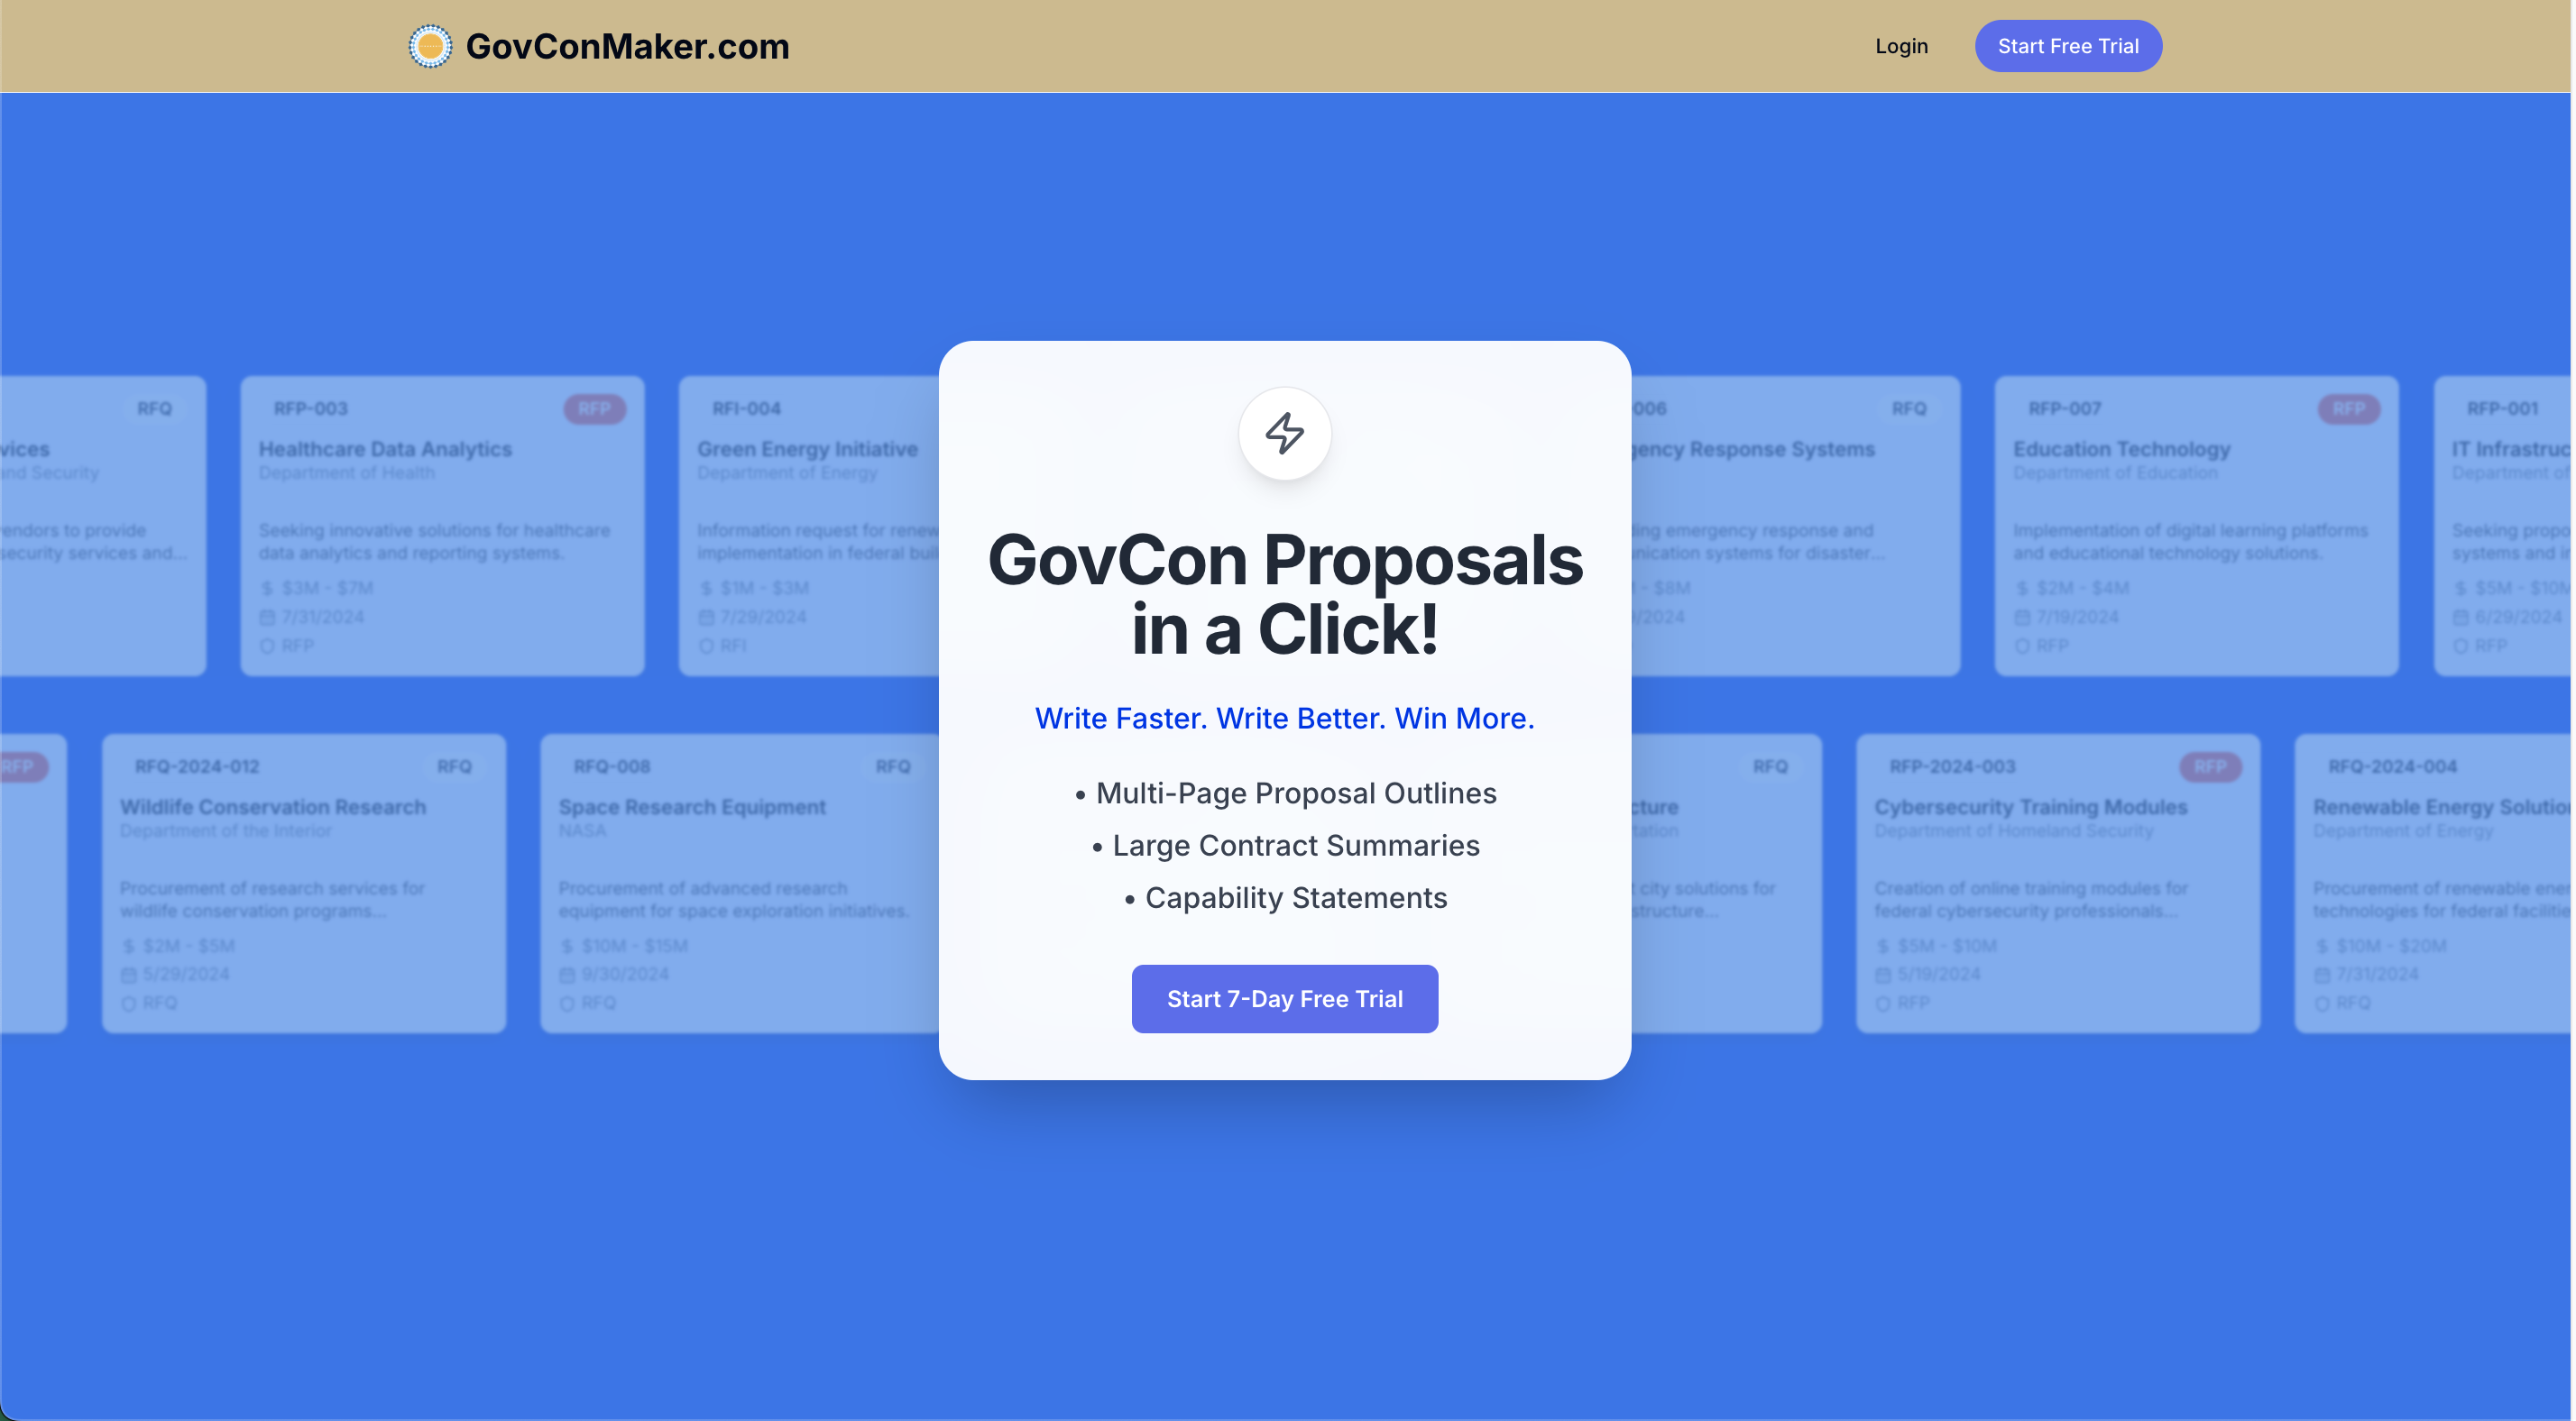 GovConMaker.com
Login
Start Free Trial
RFQ
vices
and Security
vendors to provide
security services and...
RFP-003
RFP
Healthcare Data Analytics
Department of Health
Seeking innovative solutions for healthcare
data analytics and reporting systems.
$3M - $7M
7/31/2024
RFP
RFI-004
Green Energy Initiative
Department of Energy
Information request for renew
implementation in federal buil
$1M - $3M
7/29/2024
RFI
GovCon Proposals
in a Click!
Write Faster. Write Better. Win More.
• Multi-Page Proposal Outlines
• Large Contract Summaries
• Capability Statements
Start 7-Day Free Trial
006
RFQ
gency Response Systems
ding emergency response and
unication systems for disaster...
- $8M
/2024
RFP-007
RFP
Education Technology
Department of Education
Implementation of digital learning platforms
and educational technology solutions.
$2M - $4M
7/19/2024
RFP
RFP-001
IT Infrastruc
Department of
Seeking propo
systems and i
$5M - $10M
6/29/2024
RFP
RFP
RFQ-2024-012
RFQ
Wildlife Conservation Research
Department of the Interior
Procurement of research services for
wildlife conservation programs...
$2M - $5M
5/29/2024
RFQ
RFQ-008
RFQ
Space Research Equipment
NASA
Procurement of advanced research
equipment for space exploration initiatives.
$10M - $15M
9/30/2024
RFQ
RFQ
cture
tation
t city solutions for
structure...
RFP-2024-003
RFP
Cybersecurity Training Modules
Department of Homeland Security
Creation of online training modules for
federal cybersecurity professionals...
$5M - $10M
5/19/2024
RFP
RFQ-2024-004
Renewable Energy Solution
Department of Energy
Procurement of renewable ener
technologies for federal facilitie
$10M - $20M
7/31/2024
RFQ